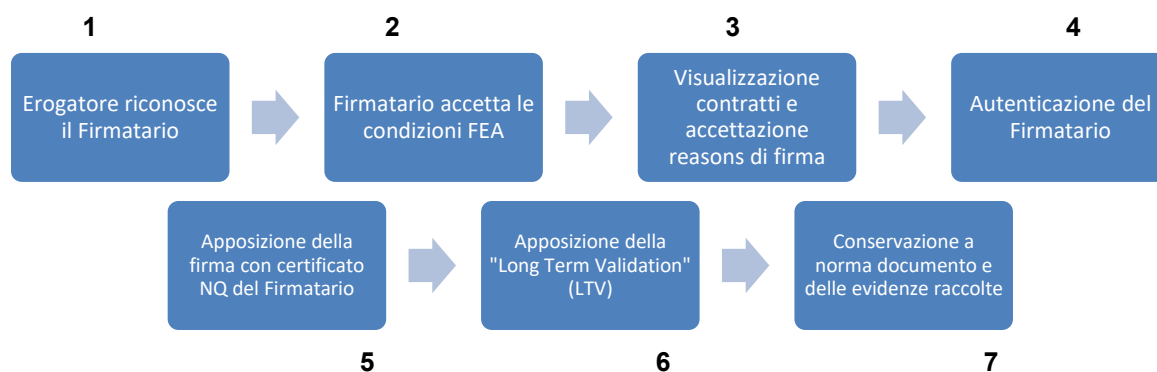 1
2
3
4
Erogatore riconosce
il Firmatario
Firmatario accetta le
condizioni FEA
Visualizzazione
contratti e
accettazione
reasons di firma
Autenticazione del
Firmatario
Apposizione della
firma con certificato
NQ del Firmatario
Apposizione della
"Long Term Validation"
(LTV)
Conservazione a
norma documento e
delle evidenze raccolte
5
6
7